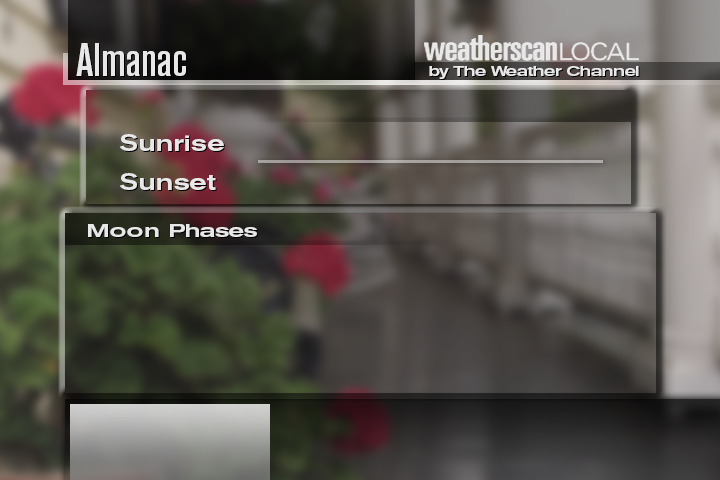 Almanac
weatherscanLOCAL
by The Weather Channel
Sunrise
Sunset
Moon Phases